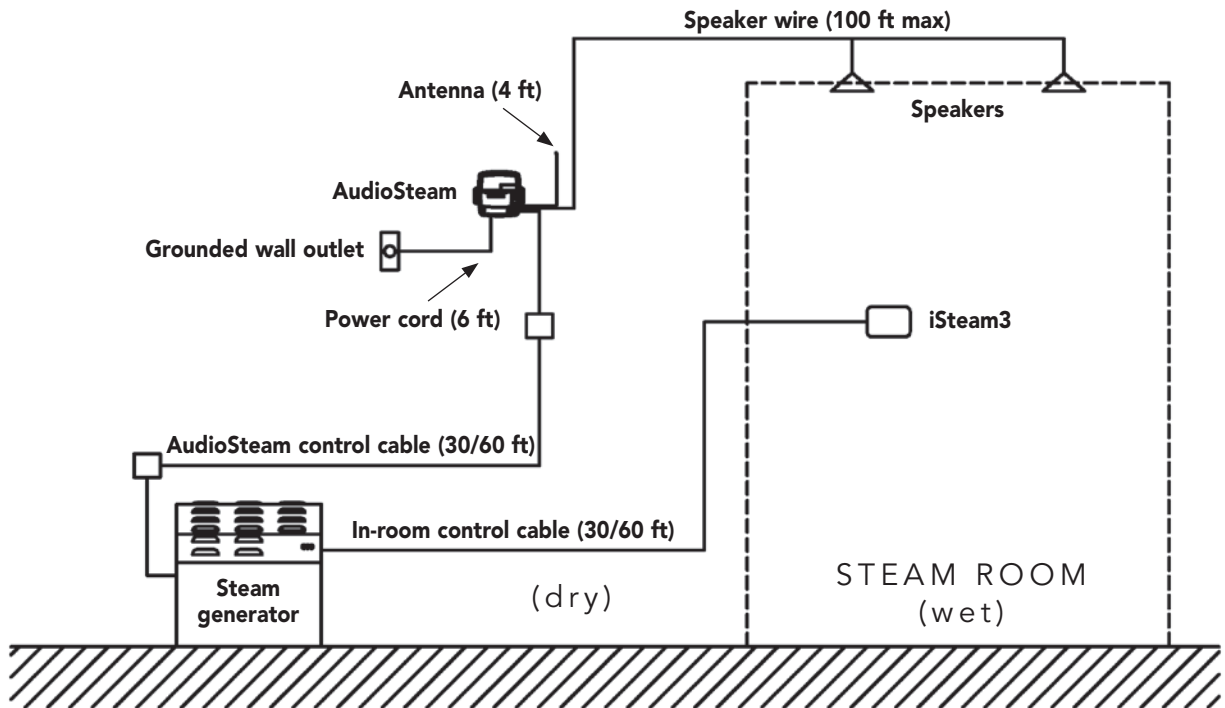 Speaker wire (100 ft max)
Antenna (4 ft)
Speakers
AudioSteam
Grounded wall outlet
Power cord (6 ft)
iSteam3
AudioSteam control cable (30/60 ft)
In-room control cable (30/60 ft)
Steam
generator
(dry)
STEAM ROOM
(wet)